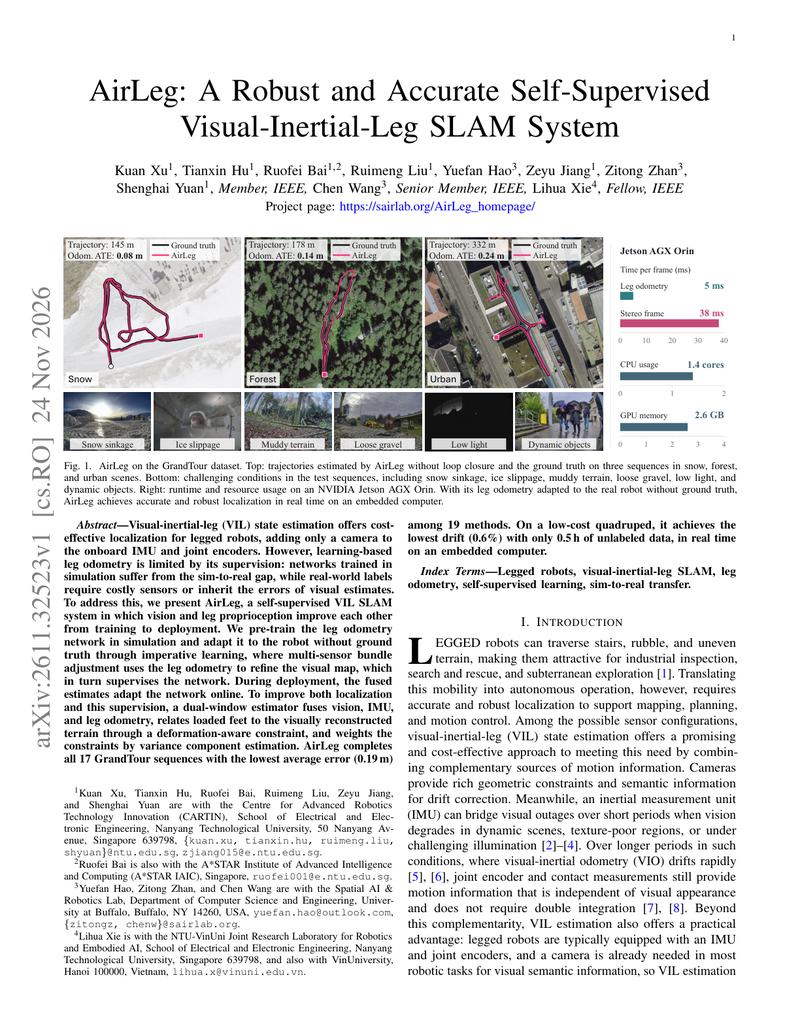 1
AirLeg: A Robust and Accurate Self-Supervised
Visual-Inertial-Leg SLAM System
Kuan Xu¹, Tianxin Hu¹, Ruofei Bai¹,², Ruimeng Liu¹, Yuefan Hao³, Zeyu Jiang¹, Zitong Zhan³,
Shenghai Yuan¹, Member, IEEE, Chen Wang³, Senior Member, IEEE, Lihua Xie⁴, Fellow, IEEE
Project page: https://sairlab.org/AirLeg_homepage/
arXiv:2611.32523v1 [cs.RO] 24 Nov 2026
Trajectory: 145 m
Odom. ATE: 0.08 m
Ground truth
AirLeg
Snow
Trajectory: 178 m
Odom. ATE: 0.14 m
Ground truth
AirLeg
Forest
Trajectory: 332 m
Odom. ATE: 0.24 m
Ground truth
AirLeg
Urban
Snow sinkage
Ice slippage
Muddy terrain
Loose gravel
Low light
Dynamic objects
Jetson AGX Orin
Time per frame (ms)
Leg odometry 5 ms
Stereo frame 38 ms
0 10 20 30 40
CPU usage 1.4 cores
0 1 2
GPU memory 2.6 GB
0 1 2 3 4
Fig. 1. AirLeg on the GrandTour dataset. Top: trajectories estimated by AirLeg without loop closure and the ground truth on three sequences in snow, forest,
and urban scenes. Bottom: challenging conditions in the test sequences, including snow sinkage, ice slippage, muddy terrain, loose gravel, low light, and
dynamic objects. Right: runtime and resource usage on an NVIDIA Jetson AGX Orin. With its leg odometry adapted to the real robot without ground truth,
AirLeg achieves accurate and robust localization in real time on an embedded computer.
Abstract—Visual-inertial-leg (VIL) state estimation offers cost-
effective localization for legged robots, adding only a camera to
the onboard IMU and joint encoders. However, learning-based
leg odometry is limited by its supervision: networks trained in
simulation suffer from the sim-to-real gap, while real-world labels
require costly sensors or inherit the errors of visual estimates.
To address this, we present AirLeg, a self-supervised VIL SLAM
system in which vision and leg proprioception improve each other
from training to deployment. We pre-train the leg odometry
network in simulation and adapt it to the robot without ground
truth through imperative learning, where multi-sensor bundle
adjustment uses the leg odometry to refine the visual map, which
in turn supervises the network. During deployment, the fused
estimates adapt the network online. To improve both localization
and this supervision, a dual-window estimator fuses vision, IMU,
and leg odometry, relates loaded feet to the visually reconstructed
terrain through a deformation-aware constraint, and weights the
constraints by variance component estimation. AirLeg completes
all 17 GrandTour sequences with the lowest average error (0.19 m)
¹Kuan Xu, Tianxin Hu, Ruofei Bai, Ruimeng Liu, Zeyu Jiang,
and Shenghai Yuan are with the Centre for Advanced Robotics
Technology Innovation (CARTIN), School of Electrical and Elec-
tronic Engineering, Nanyang Technological University, 50 Nanyang Av-
enue, Singapore 639798, {kuan.xu, tianxin.hu, ruimeng.liu,
shyuan}@ntu.edu.sg, zjiang015@e.ntu.edu.sg.
²Ruofei Bai is also with the A*STAR Institute of Advanced Intelligence
and Computing (A*STAR IAIC), Singapore, ruofei001@e.ntu.edu.sg.
³Yuefan Hao, Zitong Zhan, and Chen Wang are with the Spatial AI &
Robotics Lab, Department of Computer Science and Engineering, Univer-
sity at Buffalo, Buffalo, NY 14260, USA, yuefan.hao@outlook.com,
{zitongz, chenw}@sairlab.org.
⁴Lihua Xie is with the NTU-VinUni Joint Research Laboratory for Robotics
and Embodied AI, School of Electrical and Electronic Engineering, Nanyang
Technological University, Singapore 639798, and also with VinUniversity,
Hanoi 100000, Vietnam, lihua.x@vinuni.edu.vn.
among 19 methods. On a low-cost quadruped, it achieves the
lowest drift (0.6%) with only 0.5 h of unlabeled data, in real time
on an embedded computer.
Index Terms—Legged robots, visual-inertial-leg SLAM, leg
odometry, self-supervised learning, sim-to-real transfer.
I. INTRODUCTION
LEGGED robots can traverse stairs, rubble, and uneven
terrain, making them attractive for industrial inspection,
search and rescue, and subterranean exploration [1]. Translating
this mobility into autonomous operation, however, requires
accurate and robust localization to support mapping, planning,
and motion control. Among the possible sensor configurations,
visual-inertial-leg (VIL) state estimation offers a promising
and cost-effective approach to meeting this need by combin-
ing complementary sources of motion information. Cameras
provide rich geometric constraints and semantic information
for drift correction. Meanwhile, an inertial measurement unit
(IMU) can bridge visual outages over short periods when vision
degrades in dynamic scenes, texture-poor regions, or under
challenging illumination [2]–[4]. Over longer periods in such
conditions, where visual-inertial odometry (VIO) drifts rapidly
[5], [6], joint encoder and contact measurements still provide
motion information that is independent of visual appearance
and does not require double integration [7], [8]. Beyond
this complementarity, VIL estimation also offers a practical
advantage: legged robots are typically equipped with an IMU
and joint encoders, and a camera is already needed in most
robotic tasks for visual semantic information, so VIL estimation